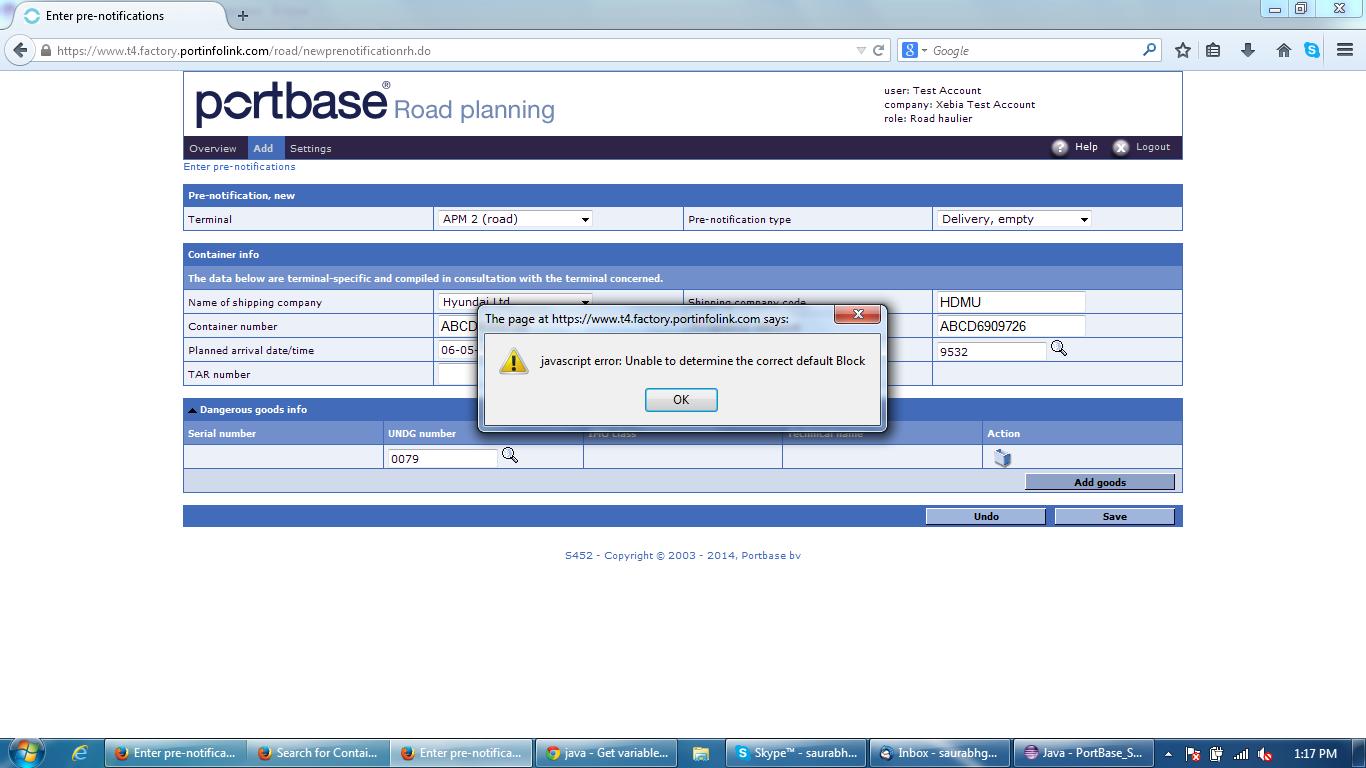 Enter pre-notifications
https://www.t4.factory.portinfolink.com/road/newprenotificationrh.do
Google
portbase® Road planning
user: Test Account
company: Xebia Test Account
role: Road haulier
Overview Add Settings Help Logout
Enter pre-notifications
Pre-notification, new
Terminal APM 2 (road) Pre-notification type Delivery, empty
Container info
The data below are terminal-specific and compiled in consultation with the terminal concerned.
Name of shipping company Hyundai Ltd Shipping company code HDMU
Container number ABCD ABCD6909726
Planned arrival date/time 06-05- 9532
TAR number
The page at https://www.t4.factory.portinfolink.com says:
javascript error: Unable to determine the correct default Block
OK
Dangerous goods info
Serial number UNDG number IMO class Technical name Action
0079
Add goods
Undo Save
S452 - Copyright © 2003 - 2014, Portbase bv
Enter pre-notifica... Search for Contai... Enter pre-notifica... java - Get variable... Skype™ - saurabh... Inbox - saurabhg... Java - PortBase_S... 1:17 PM